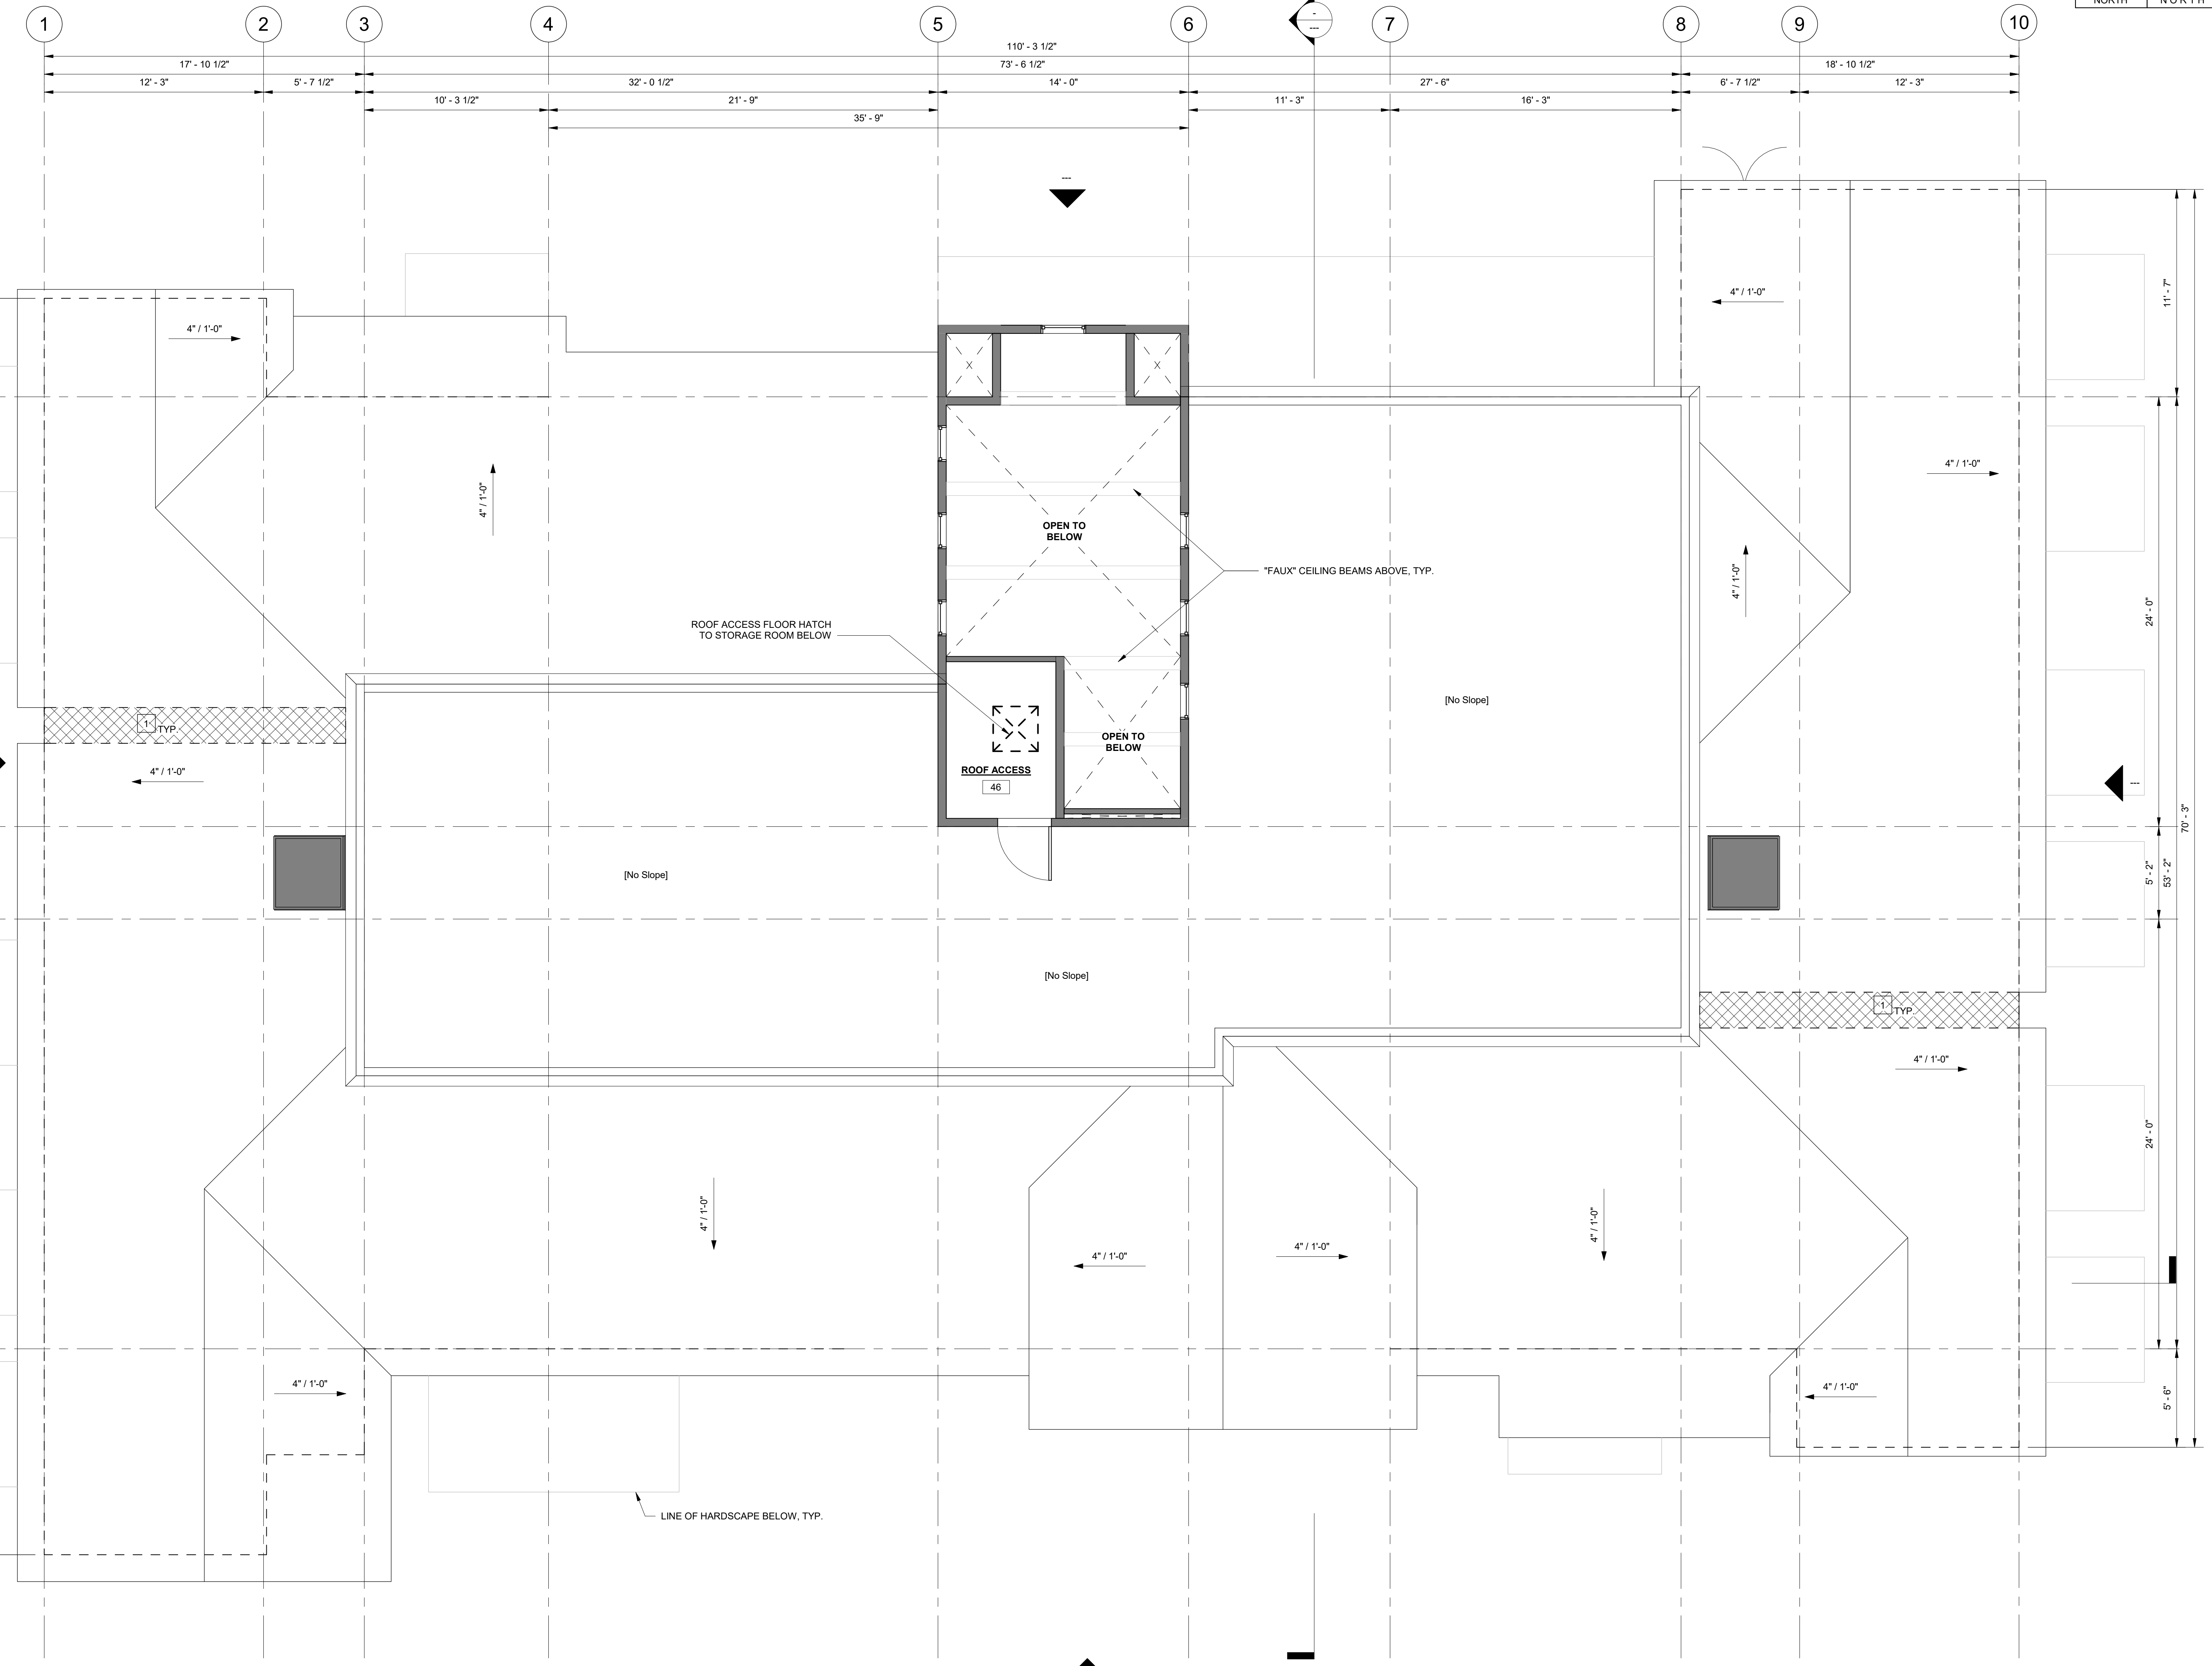 NORTH
1
2
3
4
5
6
-
---
7
8
9
10
110' - 3 1/2"
17' - 10 1/2"
73' - 6 1/2"
18' - 10 1/2"
12' - 3"
5' - 7 1/2"
32' - 0 1/2"
14' - 0"
27' - 6"
6' - 7 1/2"
12' - 3"
10' - 3 1/2"
21' - 9"
11' - 3"
16' - 3"
35' - 9"
---
4" / 1'-0"
4" / 1'-0"
11' - 7"
4" / 1'-0"
4" / 1'-0"
OPEN TO
BELOW
"FAUX" CEILING BEAMS ABOVE, TYP.
4" / 1'-0"
24' - 0"
ROOF ACCESS FLOOR HATCH
TO STORAGE ROOM BELOW
[No Slope]
1
TYP.
OPEN TO
BELOW
4" / 1'-0"
ROOF ACCESS
46
---
70' - 3"
[No Slope]
5' - 2"
53' - 2"
[No Slope]
1
TYP.
4" / 1'-0"
24' - 0"
4" / 1'-0"
4" / 1'-0"
4" / 1'-0"
4" / 1'-0"
4" / 1'-0"
4" / 1'-0"
5' - 6"
LINE OF HARDSCAPE BELOW, TYP.